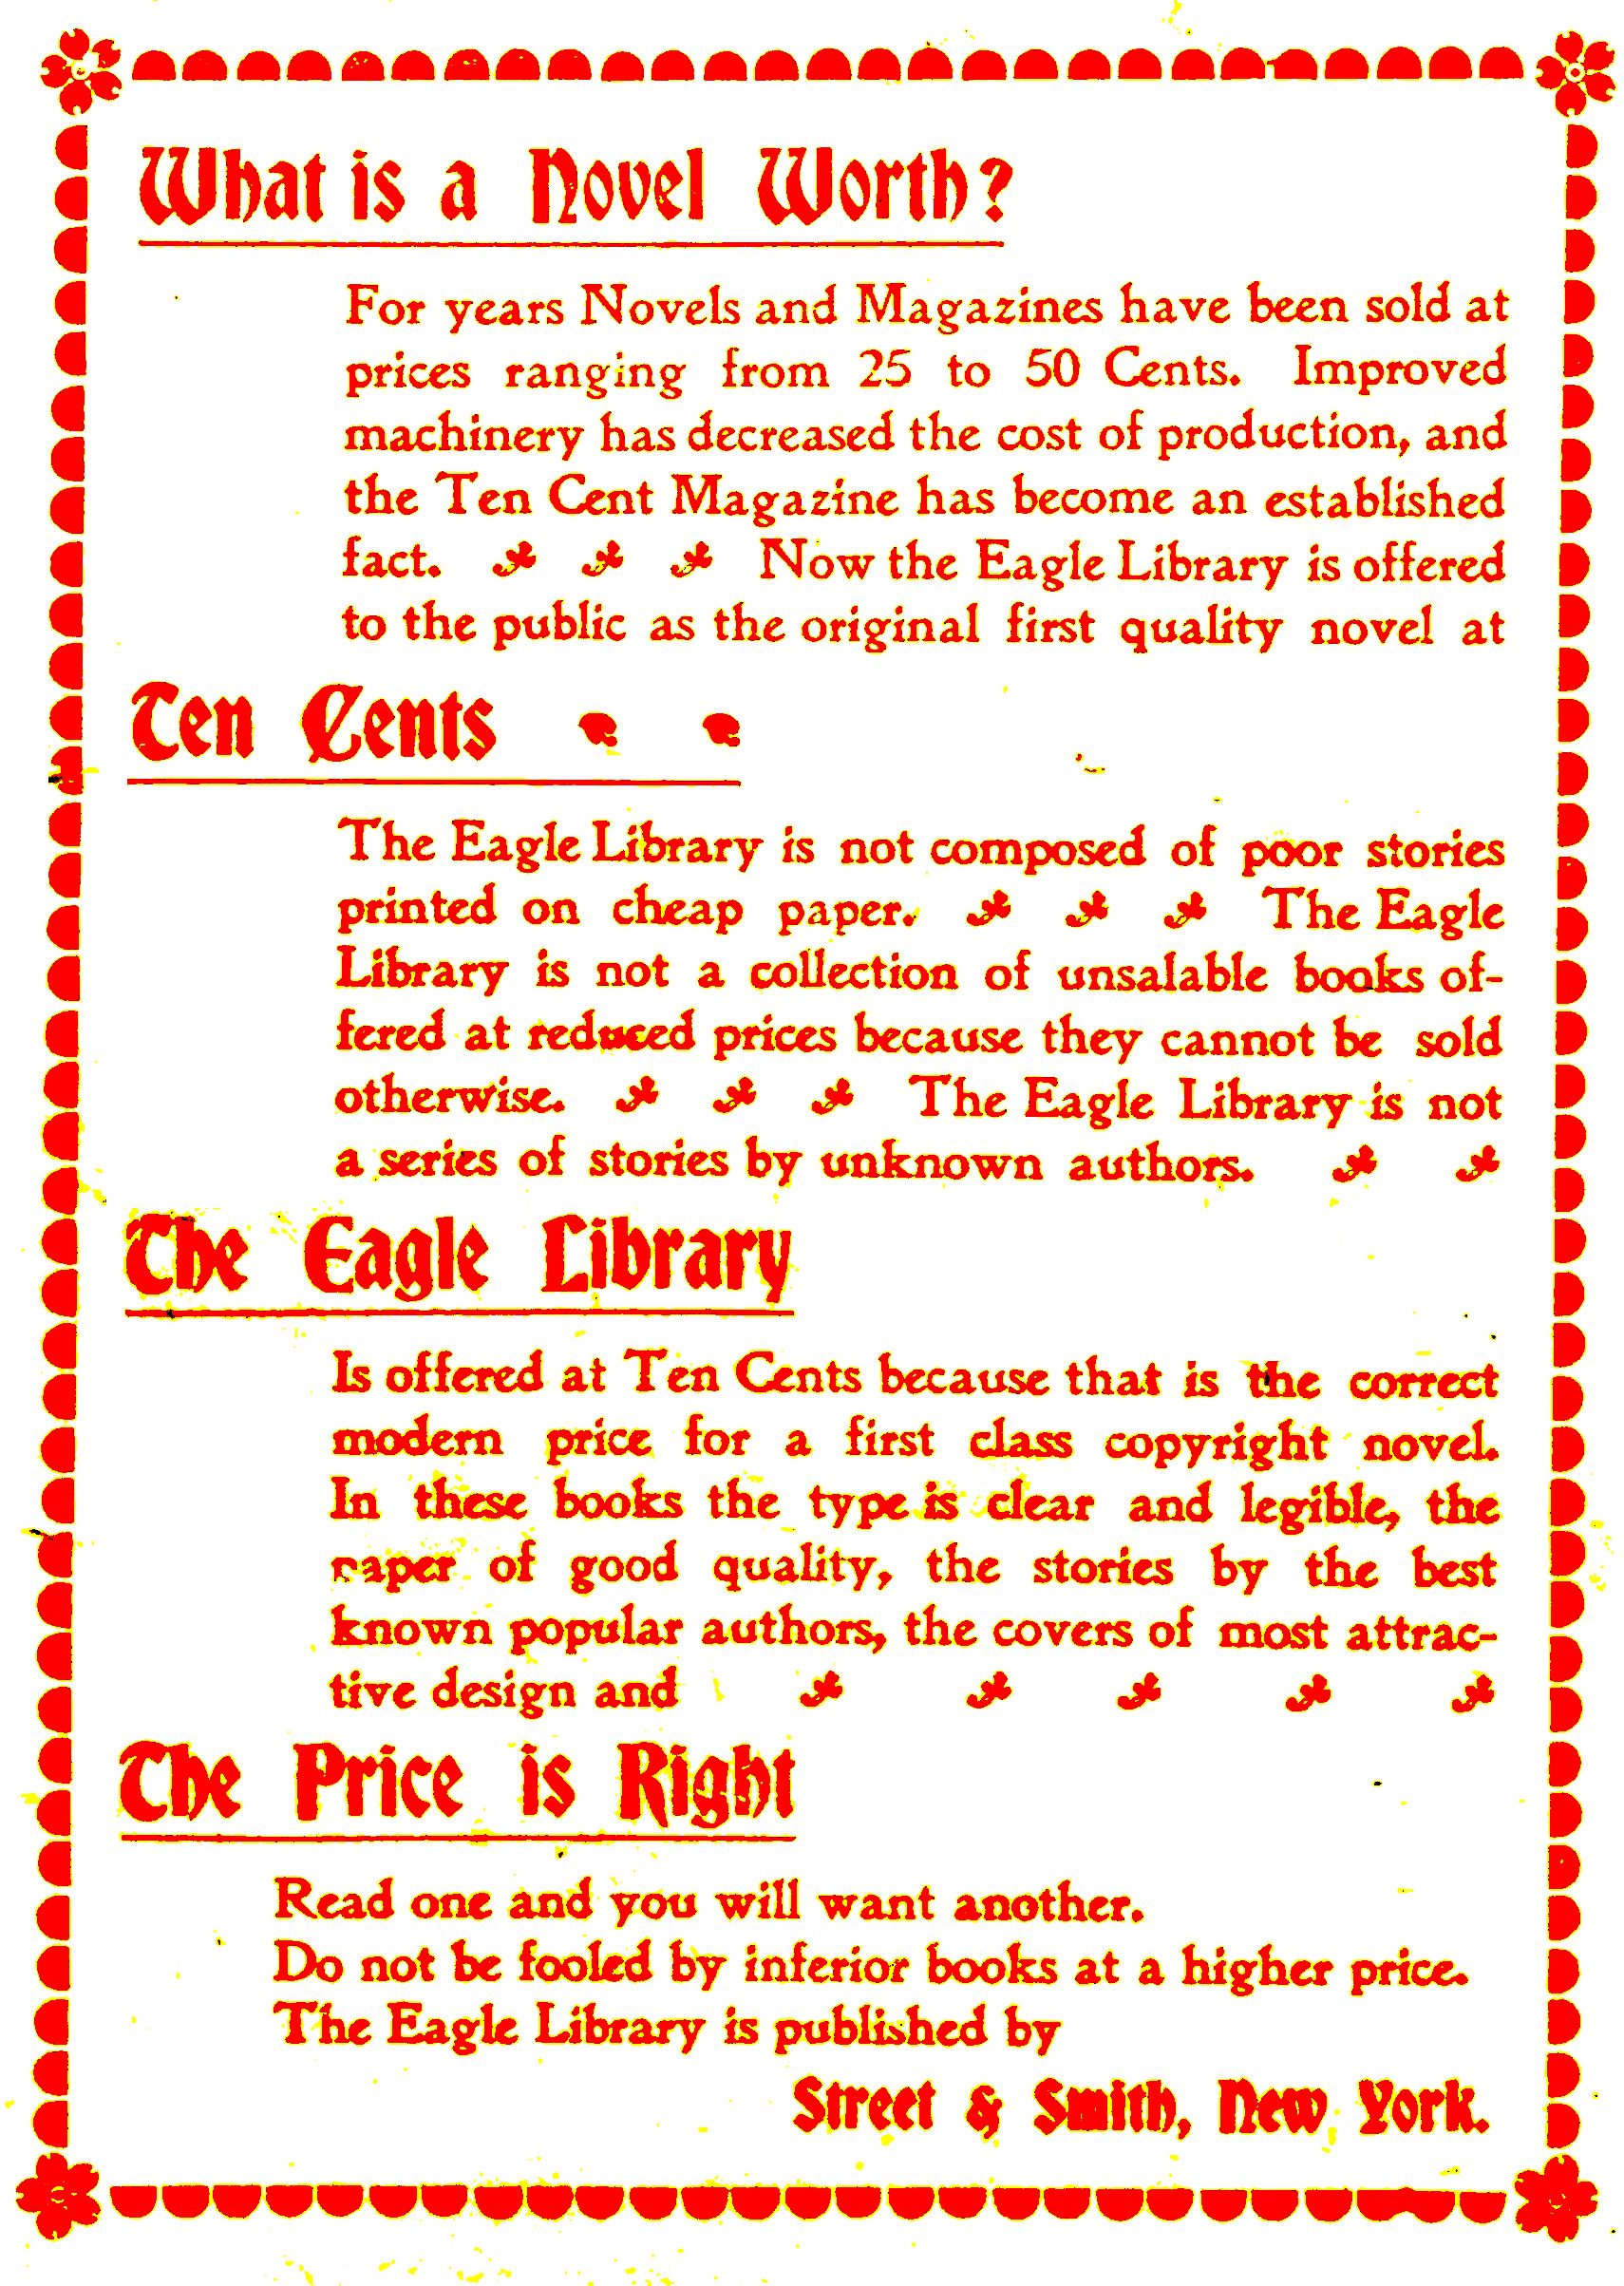 What is a Novel Worth?
For years Novels and Magazines have been sold at
prices ranging from 25 to 50 Cents. Improved
machinery has decreased the cost of production, and
the Ten Cent Magazine has become an established
fact. Now the Eagle Library is offered
to the public as the original first quality novel at
Ten Cents
The Eagle Library is not composed of poor stories
printed on cheap paper. The Eagle
Library is not a collection of unsalable books of-
fered at reduced prices because they cannot be sold
otherwise. The Eagle Library is not
a series of stories by unknown authors.
The Eagle Library
Is offered at Ten Cents because that is the correct
modern price for a first class copyright novel.
In these books the type is clear and legible, the
paper of good quality, the stories by the best
known popular authors, the covers of most attrac-
tive design and
The Price is Right
Read one and you will want another.
Do not be fooled by inferior books at a higher price.
The Eagle Library is published by
Street & Smith, New York.